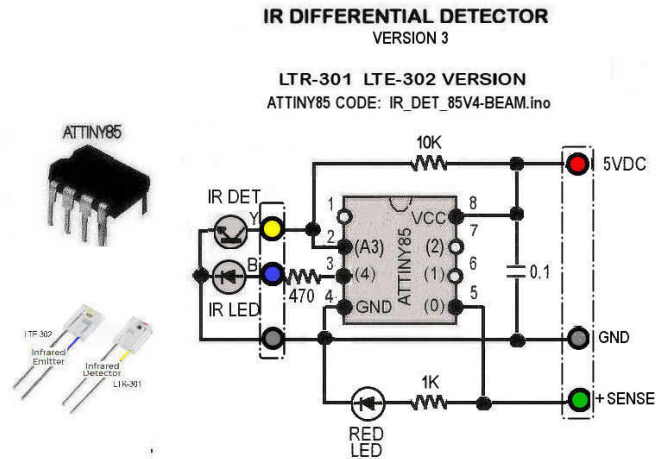 IR DIFFERENTIAL DETECTOR
VERSION 3
LTR-301 LTE-302 VERSION
ATTINY85 CODE: IR_DET_85V4-BEAM.ino
ATTINY85
10K
5VDC
IR DET
Y
1
VCC
8
2
(A3)
(2)
7
B
3
(4)
ATTINY85
(1)
6
0.1
470
4
GND
(0)
5
IR LED
LTE-302
Infrared
Emitter
Infrared
Detector
LTR-301
GND
1K
+SENSE
RED
LED